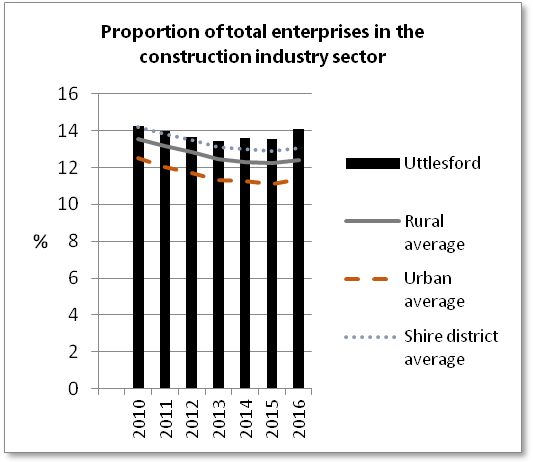 Proportion of total enterprises in the
construction industry sector
16
14
12
10
8
6
4
2
0
%
2010
2011
2012
2013
2014
2015
2016
Uttlesford
Rural
average
Urban
average
Shire district
average